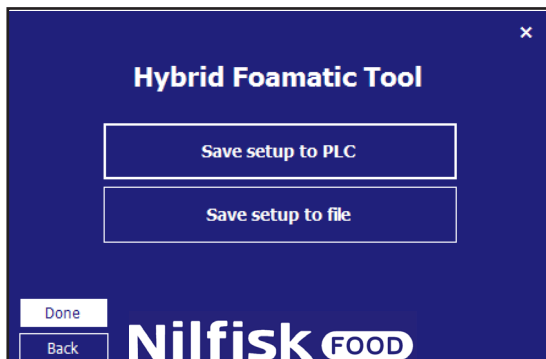 ×
Hybrid Foamatic Tool
Save setup to PLC
Save setup to file
Done
Back
Nilfisk FOOD